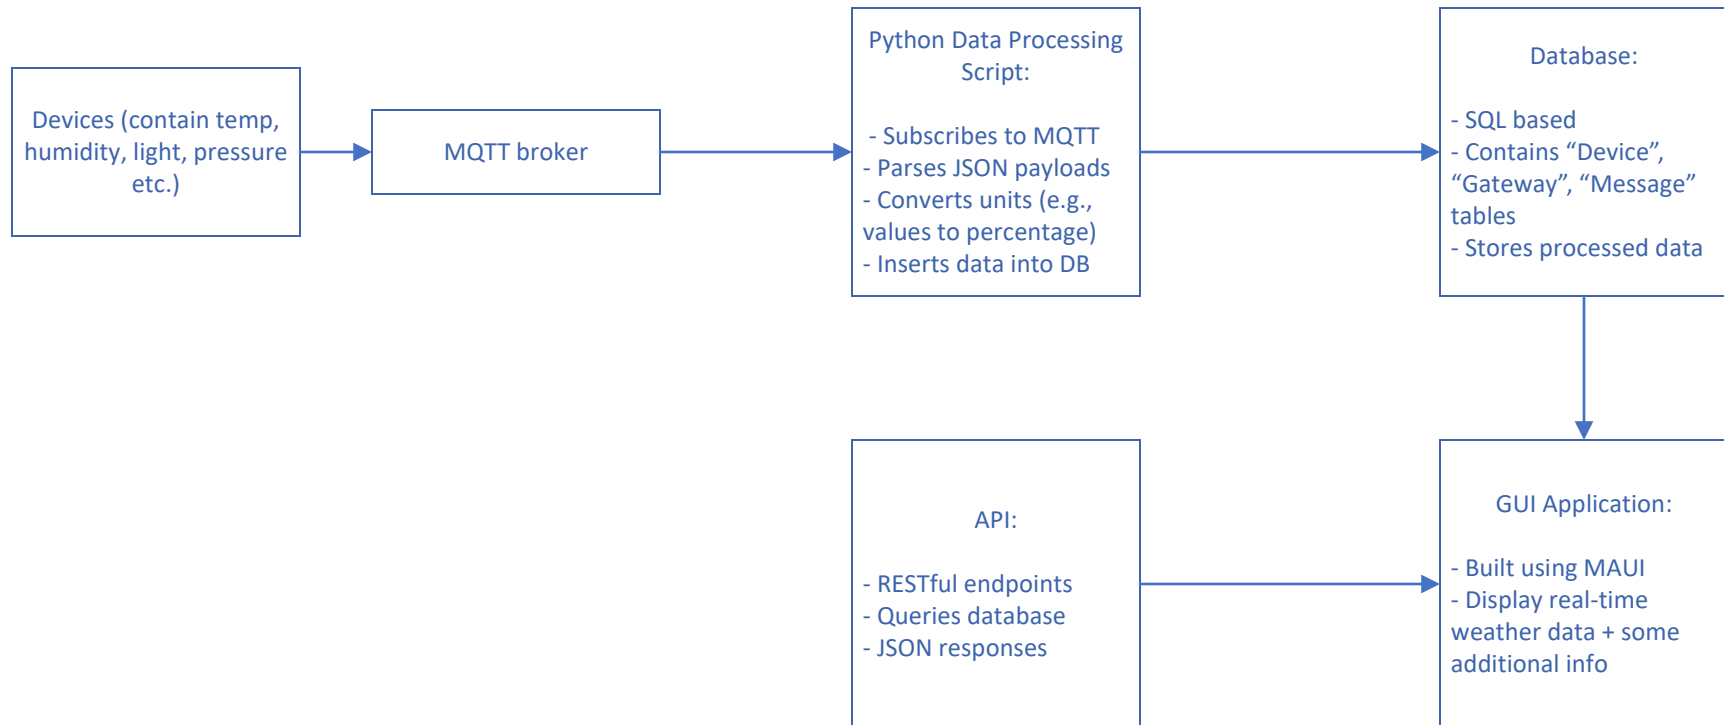 Devices (contain temp,
humidity, light, pressure
etc.)
MQTT broker
Python Data Processing
Script:
- Subscribes to MQTT
- Parses JSON payloads
- Converts units (e.g.,
values to percentage)
- Inserts data into DB
Database:
- SQL based
- Contains “Device”,
“Gateway”, “Message”
tables
- Stores processed data
API:
- RESTful endpoints
- Queries database
- JSON responses
GUI Application:
- Built using MAUI
- Display real-time
weather data + some
additional info